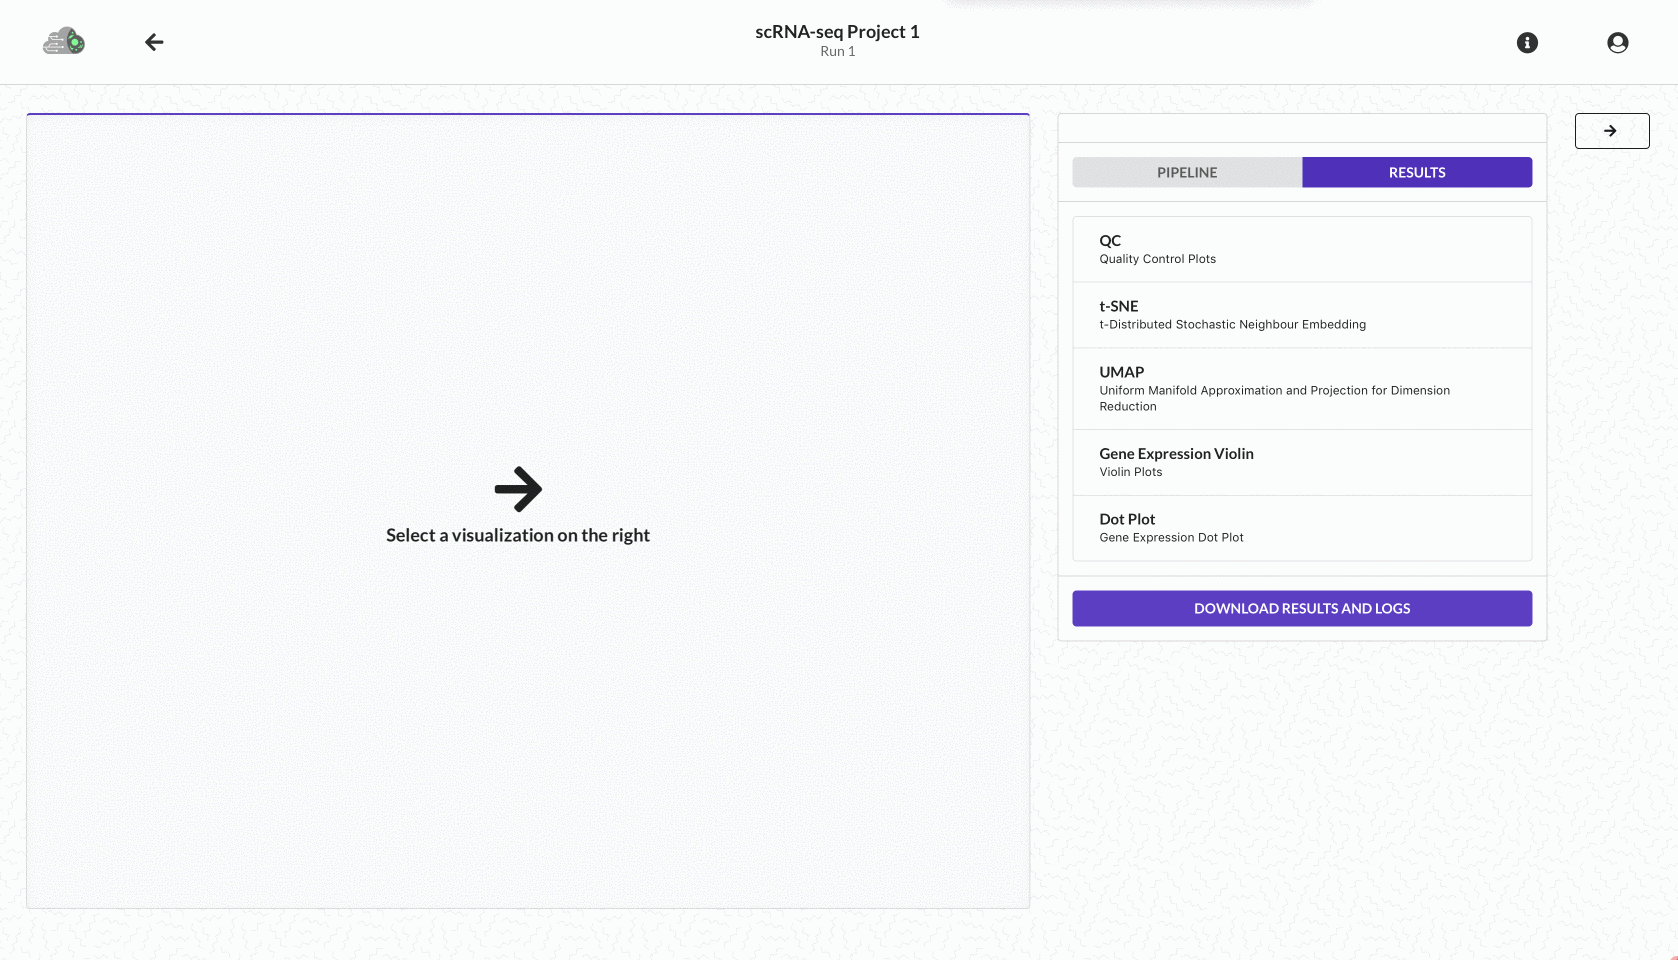 scRNA-seq Project 1
Run 1
Select a visualization on the right
PIPELINE
RESULTS
QC
Quality Control Plots
t-SNE
t-Distributed Stochastic Neighbour Embedding
UMAP
Uniform Manifold Approximation and Projection for Dimension
Reduction
Gene Expression Violin
Violin Plots
Dot Plot
Gene Expression Dot Plot
DOWNLOAD RESULTS AND LOGS